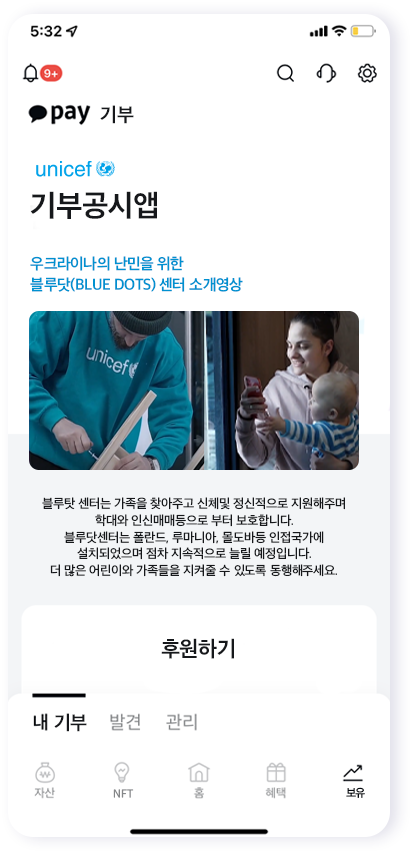 5:32
9+
pay 기부
unicef
기부공시앱
우크라이나의 난민을 위한
블루닷(BLUE DOTS) 센터 소개영상
unicef
블루탓 센터는 가족을 찾아주고 신체및 정신적으로 지원해주며
학대와 인신매매등으로 부터 보호합니다.
블루닷센터는 폴란드, 루마니아, 몰도바등 인접국가에
설치되었으며 점차 지속적으로 늘릴 예정입니다.
더 많은 어린이와 가족들을 지켜줄 수 있도록 동행해주세요.
후원하기
내 기부 발견 관리
자산 NFT 홈 혜택 보유